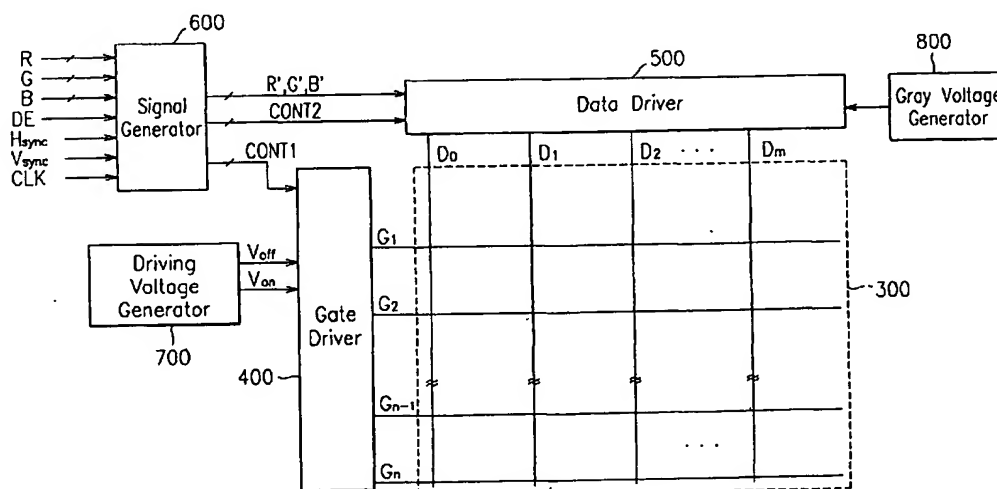 600
R
G
B
DE
Hsync
Vsync
CLK
Signal
Generator
R',G',B'
CONT2
CONT1
500
Data Driver
800
Gray Voltage
Generator
D0
D1
D2
· · ·
Dm
Driving
Voltage
Generator
700
Voff
Von
Gate
Driver
400
G1
G2
Gn-1
Gn
300
· · ·